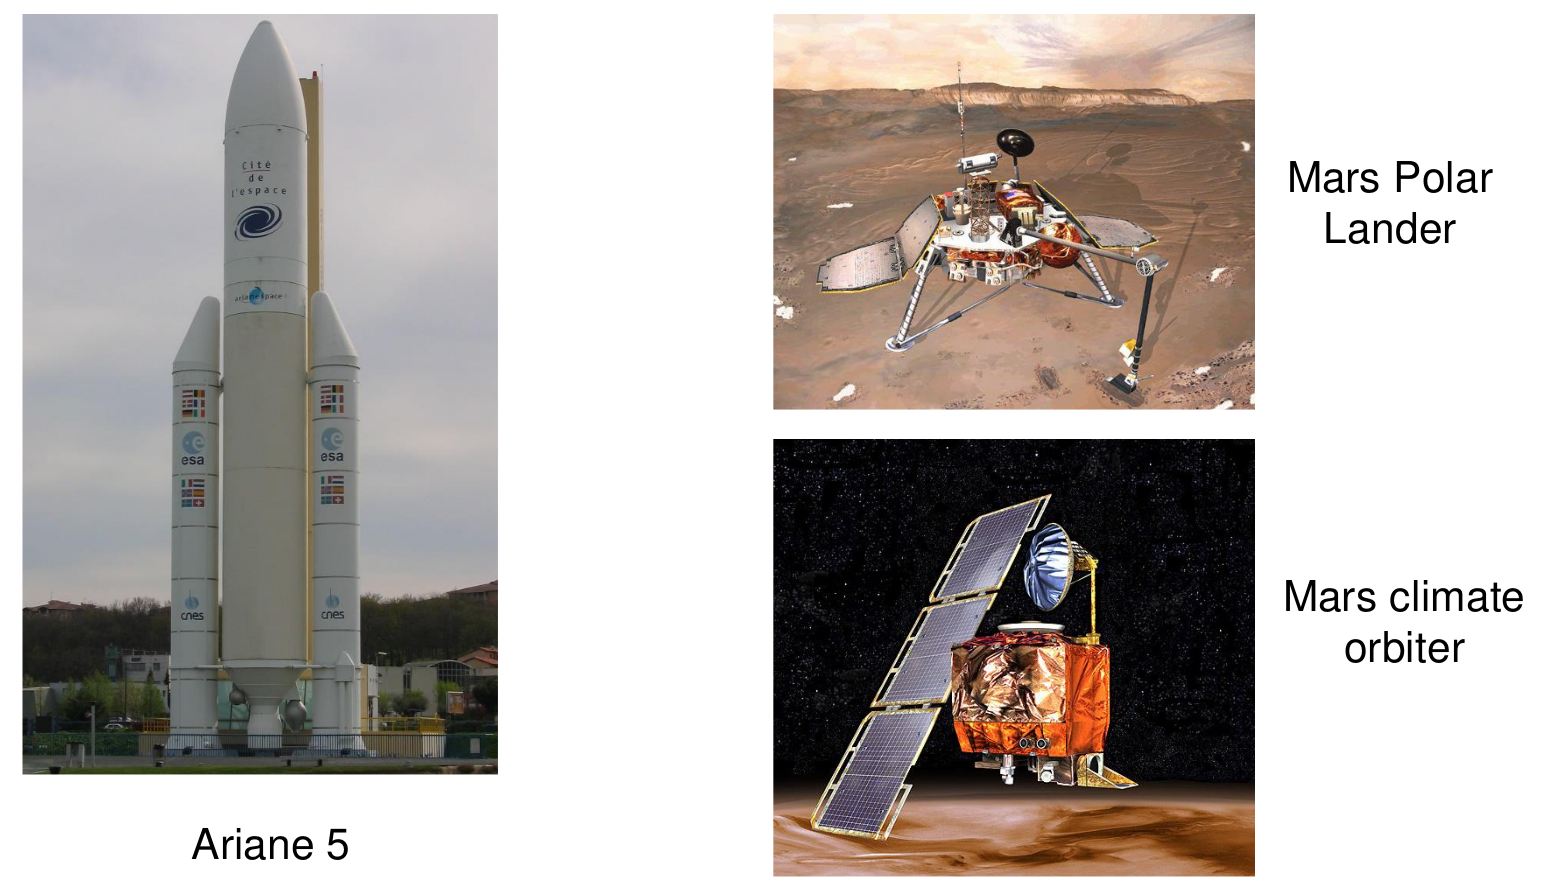 Cité
de
l'espace
arianespace
esa
esa
cnes
cnes
Ariane 5
Mars Polar
Lander
Mars climate
orbiter